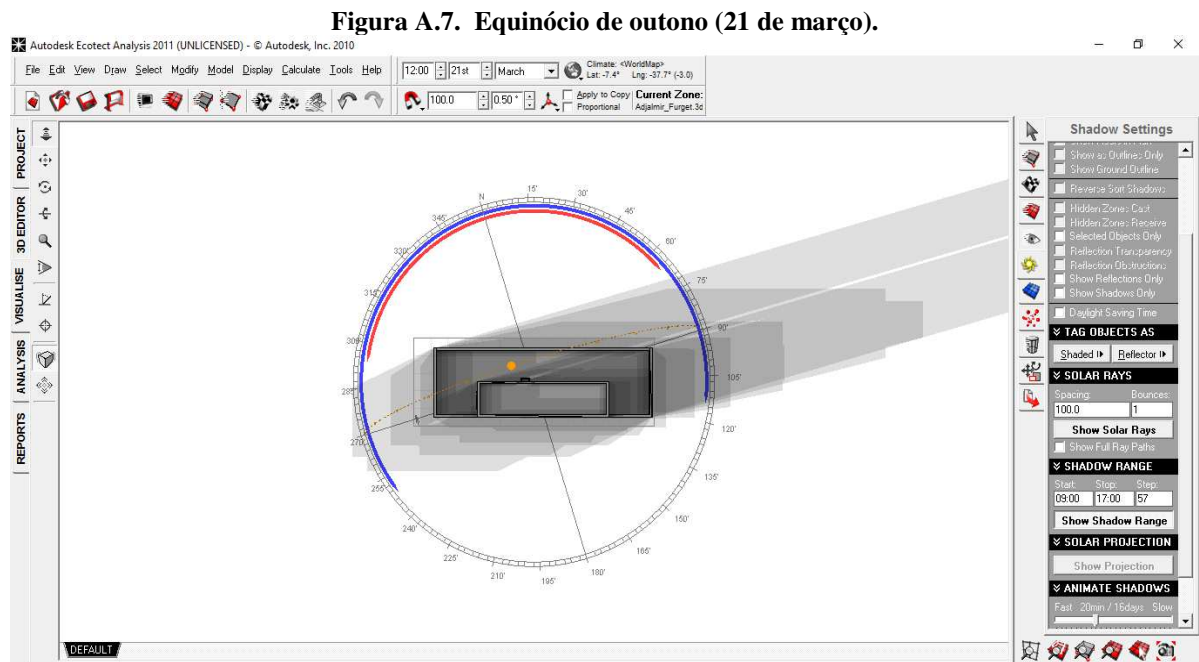 Figura A.7. Equinócio de outono (21 de março).
Autodesk Ecotect Analysis 2011 (UNLICENSED) - © Autodesk, Inc. 2010
File Edit View Draw Select Modify Model Display Calculate Tools Help
12:00 21st March
Climate: <WorldMap>
Lat: -7.4° Lng: -37.7° (-3.0)
100.0 0.50 °
Apply to Copy
Proportional
Current Zone:
Adjalmir_Furget.3d
PROJECT
3D EDITOR
VISUALISE
ANALYSIS
REPORTS
N
15°
30°
45°
60°
75°
90°
105°
120°
135°
150°
165°
180°
195°
210°
225°
240°
255°
270°
285°
300°
315°
330°
345°
DEFAULT
Shadow Settings
Show as Outlines Only
Show Ground Outline
Reverse Sort Shadows
Hidden Zones Cast
Hidden Zones Receive
Selected Objects Only
Reflection Transparency
Reflection Obstructions
Show Reflections Only
Show Shadows Only
Daylight Saving Time
TAG OBJECTS AS
Shaded Reflector
SOLAR RAYS
Spacing: Bounces:
100.0 1
Show Solar Rays
Show Full Ray Paths
SHADOW RANGE
Start: Stop: Step:
09:00 17:00 57
Show Shadow Range
SOLAR PROJECTION
Show Projection
ANIMATE SHADOWS
Fast 20min / 16days Slow